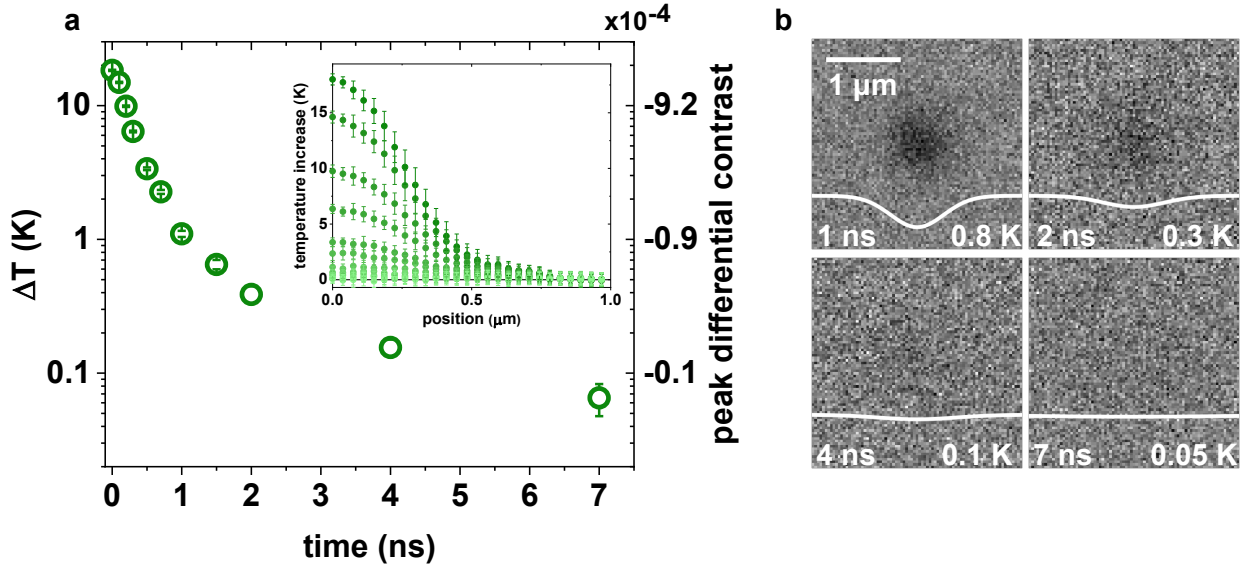 a
x10-4
10
1
0.1
ΔT (K)
0
1
2
3
4
5
6
7
time (ns)
-9.2
-0.9
-0.1
peak differential contrast
15
10
5
0
temperature increase (K)
0.0
0.5
1.0
position (μm)
b
1 μm
1 ns
0.8 K
2 ns
0.3 K
4 ns
0.1 K
7 ns
0.05 K